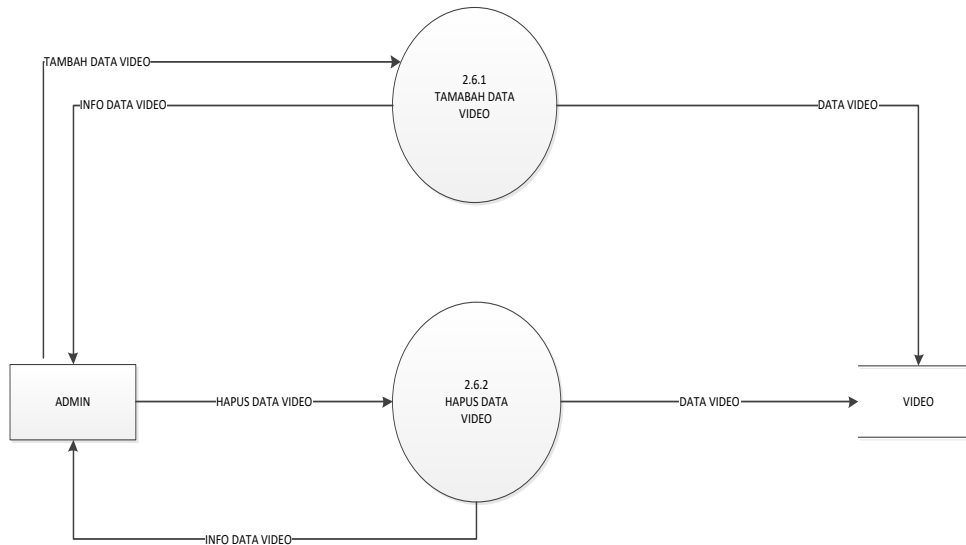 TAMBAH DATA VIDEO
INFO DATA VIDEO
2.6.1
TAMABAH DATA
VIDEO
DATA VIDEO
ADMIN
HAPUS DATA VIDEO
2.6.2
HAPUS DATA
VIDEO
DATA VIDEO
VIDEO
INFO DATA VIDEO